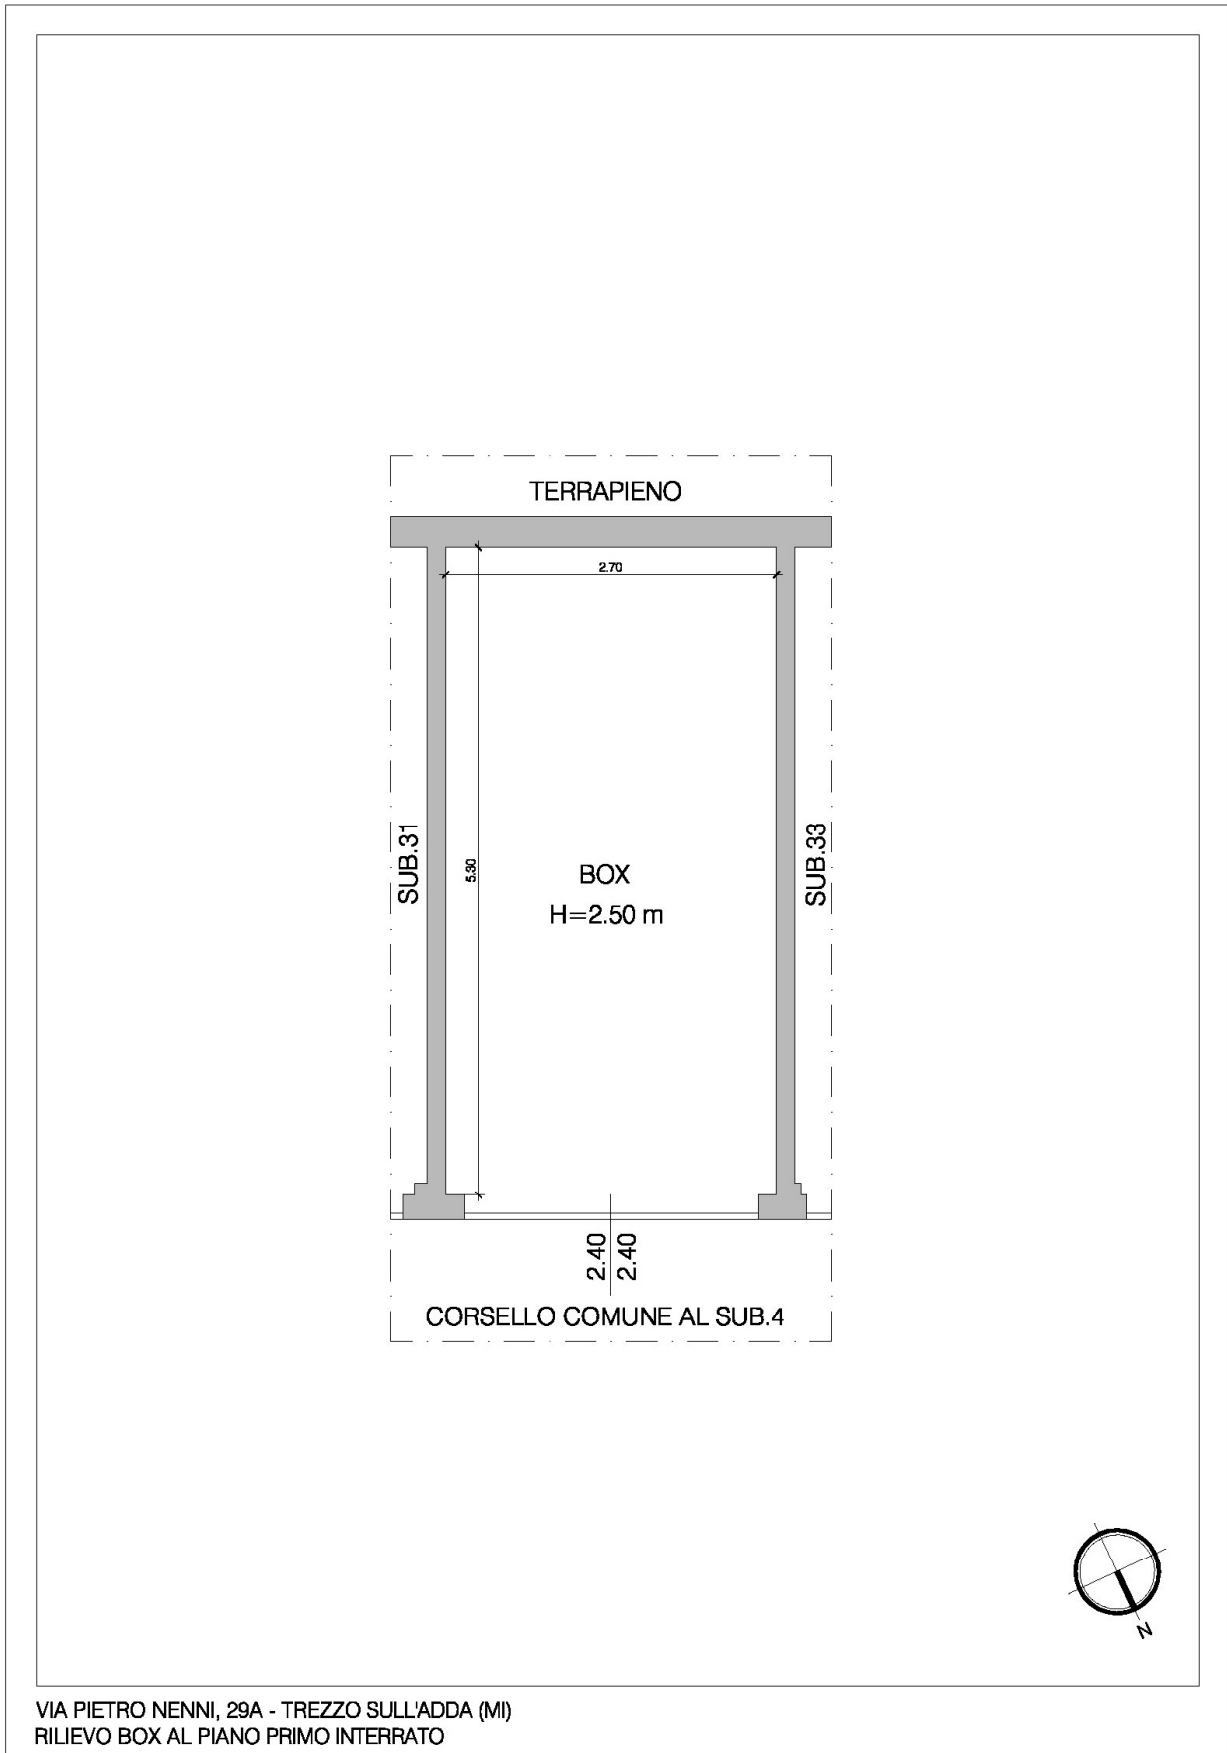 TERRAPIENO
2.70
SUB.31
5.30
BOX
H=2.50 m
SUB.33
2.40
2.40
CORSELLO COMUNE AL SUB.4
N
VIA PIETRO NENNI, 29A - TREZZO SULL'ADDA (MI)
RILIEVO BOX AL PIANO PRIMO INTERRATO